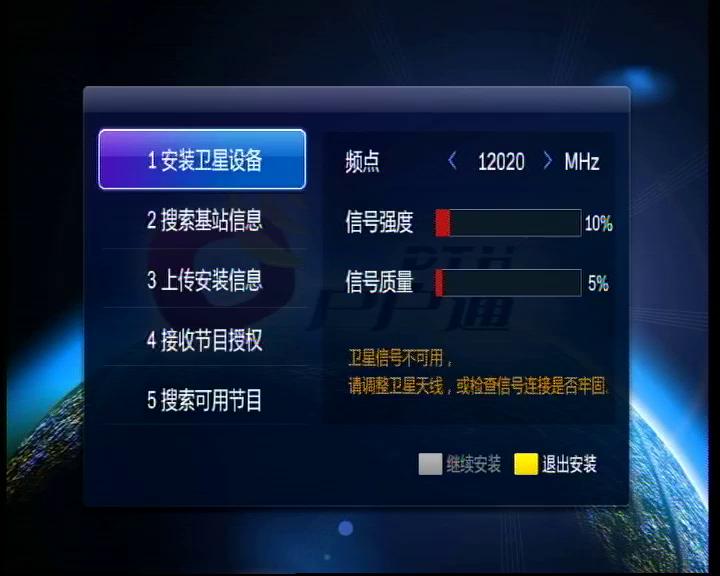 1 安装卫星设备
2 搜索基站信息
3 上传安装信息
4 接收节目授权
5 搜索可用节目
频点 < 12020 > MHz
信号强度 10%
信号质量 5%
DTH
户户通
卫星信号不可用，
请调整卫星天线，或检查信号连接是否牢固.
继续安装 退出安装